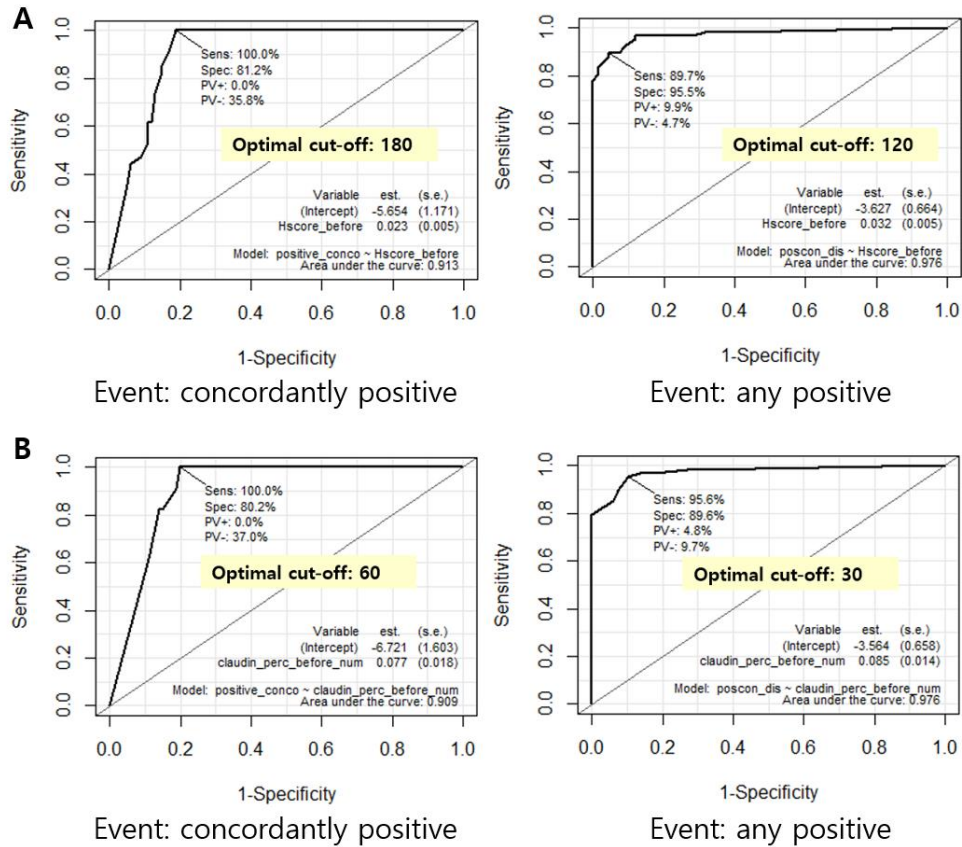 A
Sensitivity
0.0 0.2 0.4 0.6 0.8 1.0
Sens: 100.0%
Spec: 81.2%
PV+: 0.0%
PV-: 35.8%
Optimal cut-off: 180
Variable est. (s.e.)
(Intercept) -5.654 (1.171)
Hscore_before 0.023 (0.005)
Model: positive_conco ~ Hscore_before
Area under the curve: 0.913
0.0 0.2 0.4 0.6 0.8 1.0
1-Specificity
Event: concordantly positive
Sensitivity
0.0 0.2 0.4 0.6 0.8 1.0
Sens: 89.7%
Spec: 95.5%
PV+: 9.9%
PV-: 4.7%
Optimal cut-off: 120
Variable est. (s.e.)
(Intercept) -3.627 (0.664)
Hscore_before 0.032 (0.005)
Model: poscon_dis ~ Hscore_before
Area under the curve: 0.976
0.0 0.2 0.4 0.6 0.8 1.0
1-Specificity
Event: any positive
B
Sensitivity
0.0 0.2 0.4 0.6 0.8 1.0
Sens: 100.0%
Spec: 80.2%
PV+: 0.0%
PV-: 37.0%
Optimal cut-off: 60
Variable est. (s.e.)
(Intercept) -6.721 (1.603)
claudin_perc_before_num 0.077 (0.018)
Model: positive_conco ~ claudin_perc_before_num
Area under the curve: 0.909
0.0 0.2 0.4 0.6 0.8 1.0
1-Specificity
Event: concordantly positive
Sensitivity
0.0 0.2 0.4 0.6 0.8 1.0
Sens: 95.6%
Spec: 89.6%
PV+: 4.8%
PV-: 9.7%
Optimal cut-off: 30
Variable est. (s.e.)
(Intercept) -3.564 (0.658)
claudin_perc_before_num 0.085 (0.014)
Model: poscon_dis ~ claudin_perc_before_num
Area under the curve: 0.976
0.0 0.2 0.4 0.6 0.8 1.0
1-Specificity
Event: any positive